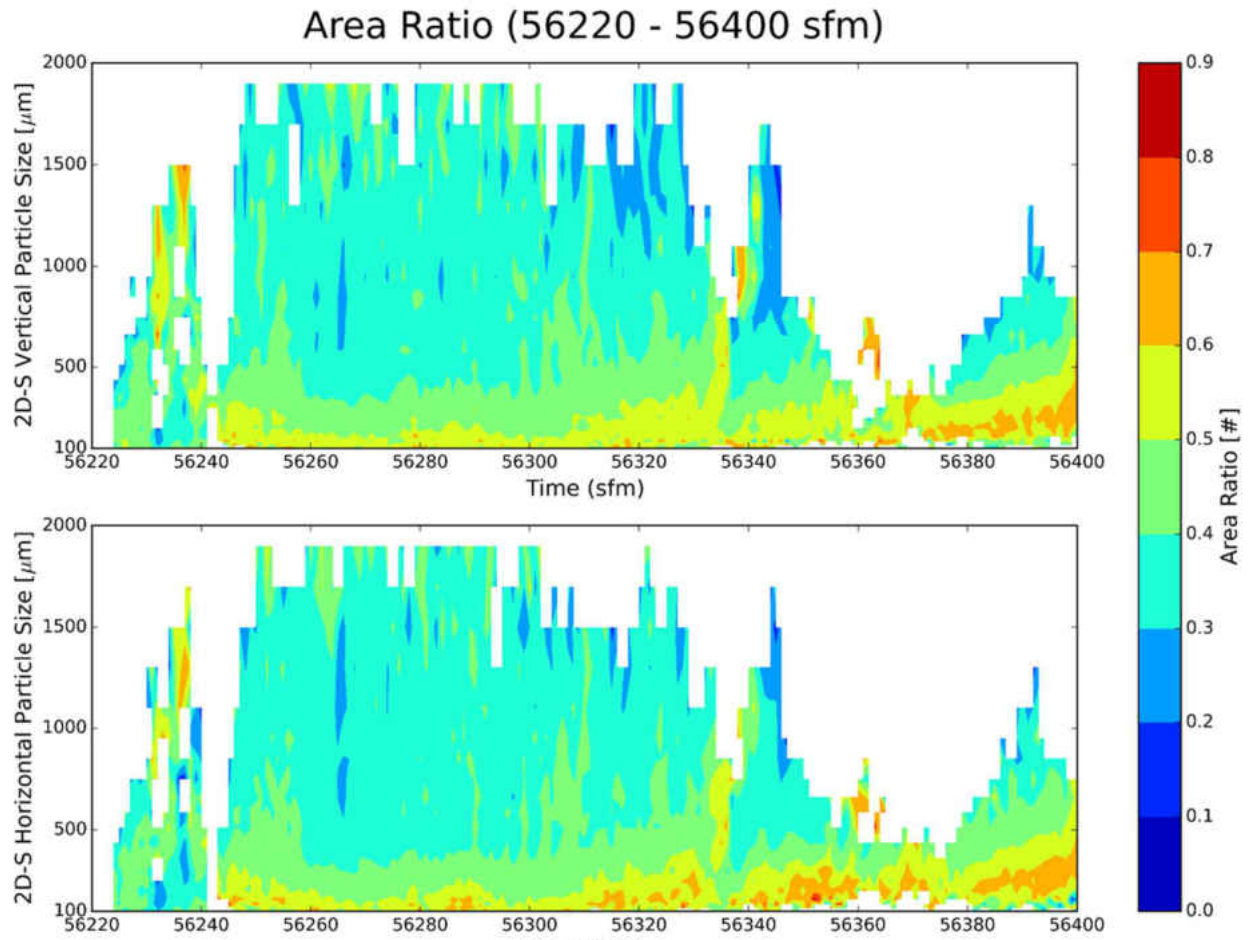 Area Ratio (56220 - 56400 sfm)
2D-S Vertical Particle Size [μm]
2000
1500
1000
500
100
56220 56240 56260 56280 56300 56320 56340 56360 56380 56400
Time (sfm)
2D-S Horizontal Particle Size [μm]
2000
1500
1000
500
100
56220 56240 56260 56280 56300 56320 56340 56360 56380 56400
0.9
0.8
0.7
0.6
0.5
0.4
0.3
0.2
0.1
0.0
Area Ratio [#]